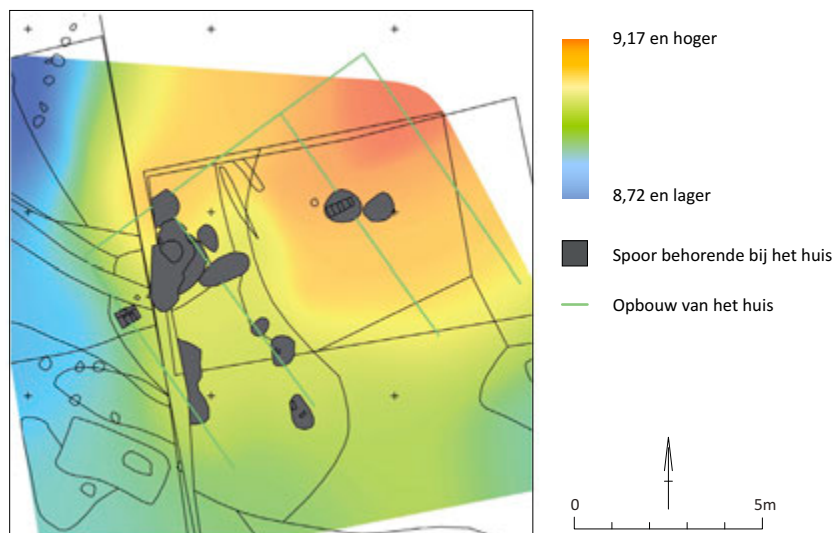 9,17 en hoger
8,72 en lager
Spoor behorende bij het huis
Opbouw van het huis
0 5m